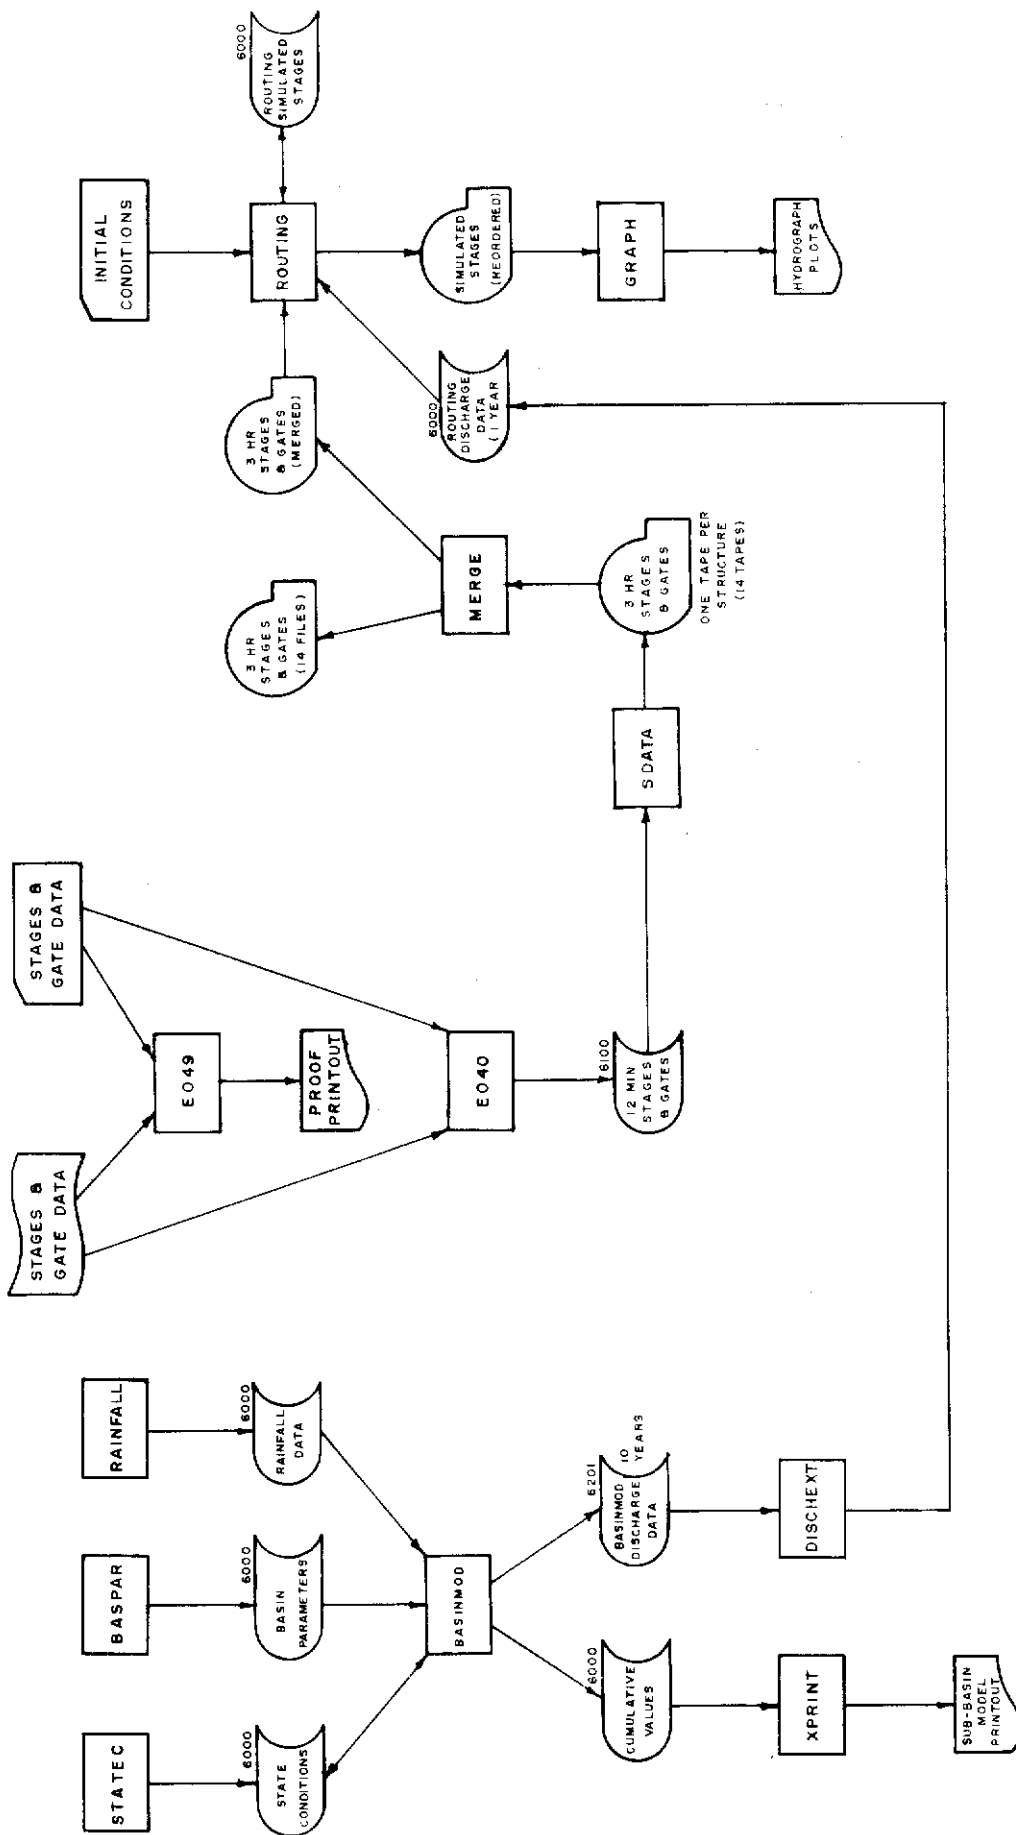 STATEC
BASPAR
RAINFALL
6000
STATE
CONDITIONS
6000
BASIN
PARAMETERS
6000
RAINFALL
DATA
BASINMOD
6000
CUMULATIVE
VALUES
6201
BASINMOD
DISCHARGE
DATA
10
YEARS
XPRINT
DISCHEXT
SUB-BASIN
MODEL
PRINTOUT
STAGES &
GATE DATA
STAGES &
GATE DATA
E049
PROOF
PRINTOUT
E040
6100
12 MIN
STAGES
& GATES
SDATA
3 HR
STAGES
& GATES
ONE TAPE PER
STRUCTURE
(14 TAPES)
MERGE
3 HR
STAGES
& GATES
(14 FILES)
3 HR
STAGES
& GATES
(MERGED)
INITIAL
CONDITIONS
ROUTING
6000
ROUTING
SIMULATED
STAGES
6000
ROUTING
DISCHARGE
DATA
(1 YEAR
SIMULATED
STAGES
(REORDERED)
GRAPH
HYDROGRAPH
PLOTS